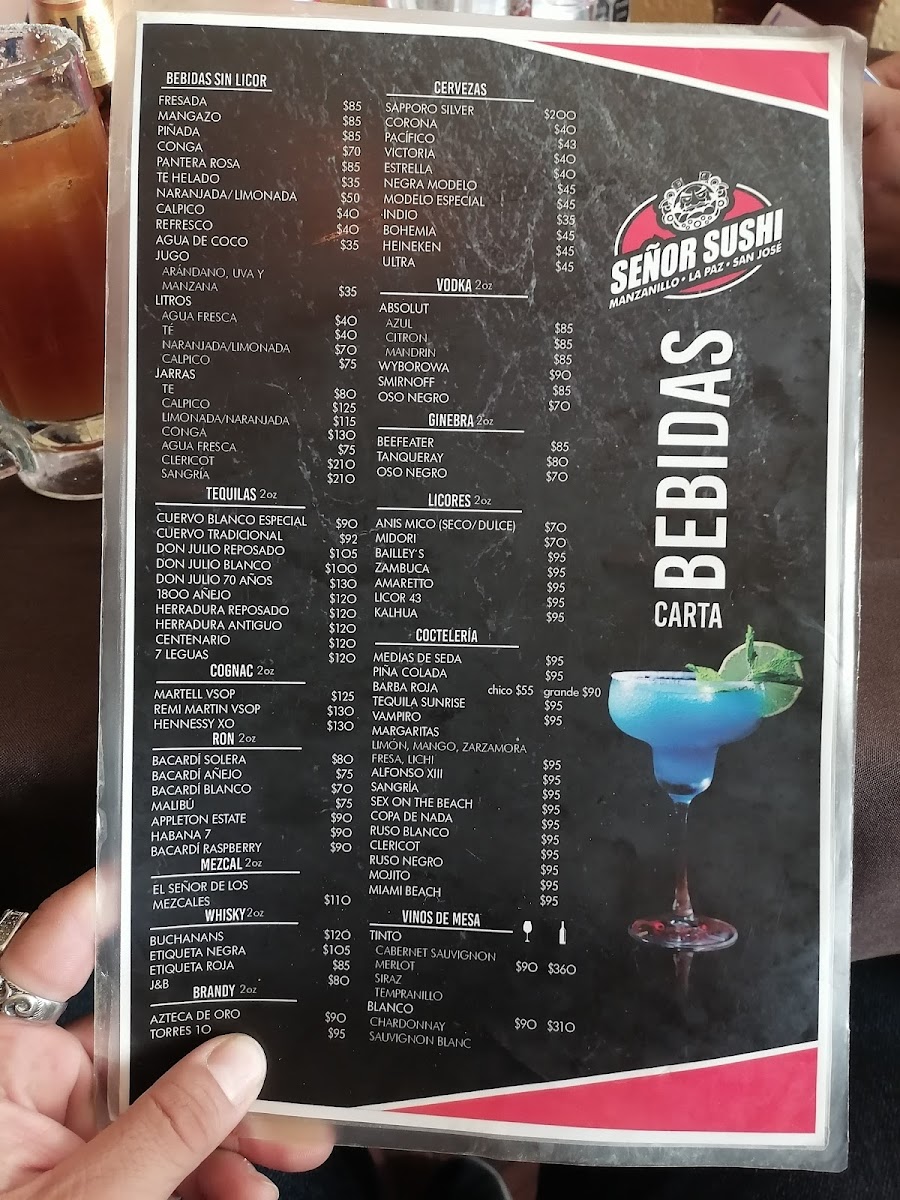 BEBIDAS SIN LICOR
FRESADA $85
MANGAZO $85
PIÑADA $85
CONGA $70
PANTERA ROSA $85
TE HELADO $35
NARANJADA/LIMONADA $50
CALPICO $40
REFRESCO $40
AGUA DE COCO $35
JUGO
ARÁNDANO, UVA Y
MANZANA $35
LITROS
AGUA FRESCA $40
TÉ $40
NARANJADA/LIMONADA $70
CALPICO $75
JARRAS
TE $80
CALPICO $125
LIMONADA/NARANJADA $115
CONGA $130
AGUA FRESCA $75
CLERICOT $210
SANGRÍA $210
TEQUILAS 2oz
CUERVO BLANCO ESPECIAL $90
CUERVO TRADICIONAL $92
DON JULIO REPOSADO $105
DON JULIO BLANCO $100
DON JULIO 70 AÑOS $130
1800 AÑEJO $120
HERRADURA REPOSADO $120
HERRADURA ANTIGUO $120
CENTENARIO $120
7 LEGUAS $120
COGNAC 2oz
MARTELL VSOP $125
REMI MARTIN VSOP $130
HENNESSY XO $130
RON 2oz
BACARDÍ SOLERA $80
BACARDÍ AÑEJO $75
BACARDÍ BLANCO $70
MALIBÚ $75
APPLETON ESTATE $90
HABANA 7 $90
BACARDÍ RASPBERRY $90
MEZCAL 2oz
EL SEÑOR DE LOS
MEZCALES $110
WHISKY 2oz
BUCHANANS $120
ETIQUETA NEGRA $105
ETIQUETA ROJA $85
J&B $80
BRANDY 2oz
AZTECA DE ORO $90
TORRES 10 $95
CERVEZAS
SAPPORO SILVER $200
CORONA $40
PACÍFICO $43
VICTORIA $40
ESTRELLA $40
NEGRA MODELO $45
MODELO ESPECIAL $45
INDIO $35
BOHEMIA $45
HEINEKEN $45
ULTRA $45
VODKA 2oz
ABSOLUT
AZUL $85
CITRON $85
MANDRIN $85
WYBOROWA $90
SMIRNOFF $85
OSO NEGRO $70
GINEBRA 2oz
BEEFEATER $85
TANQUERAY $80
OSO NEGRO $70
LICORES 2oz
ANIS MICO (SECO/DULCE) $70
MIDORI $70
BAILLEY'S $95
ZAMBUCA $95
AMARETTO $95
LICOR 43 $95
KALHUA $95
COCTELERÍA
MEDIAS DE SEDA $95
PIÑA COLADA $95
BARBA ROJA chico $55 grande $90
TEQUILA SUNRISE $95
VAMPIRO $95
MARGARITAS
LIMÓN, MANGO, ZARZAMORA
FRESA, LICHI $95
ALFONSO XIII $95
SANGRÍA $95
SEX ON THE BEACH $95
COPA DE NADA $95
RUSO BLANCO $95
CLERICOT $95
RUSO NEGRO $95
MOJITO $95
MIAMI BEACH $95
VINOS DE MESA
TINTO
CABERNET SAUVIGNON
MERLOT $90 $360
SIRAZ
TEMPRANILLO
BLANCO
CHARDONNAY $90 $310
SAUVIGNON BLANC
SEÑOR SUSHI
MANZANILLO • LA PAZ • SAN JOSÉ
CARTA
BEBIDAS